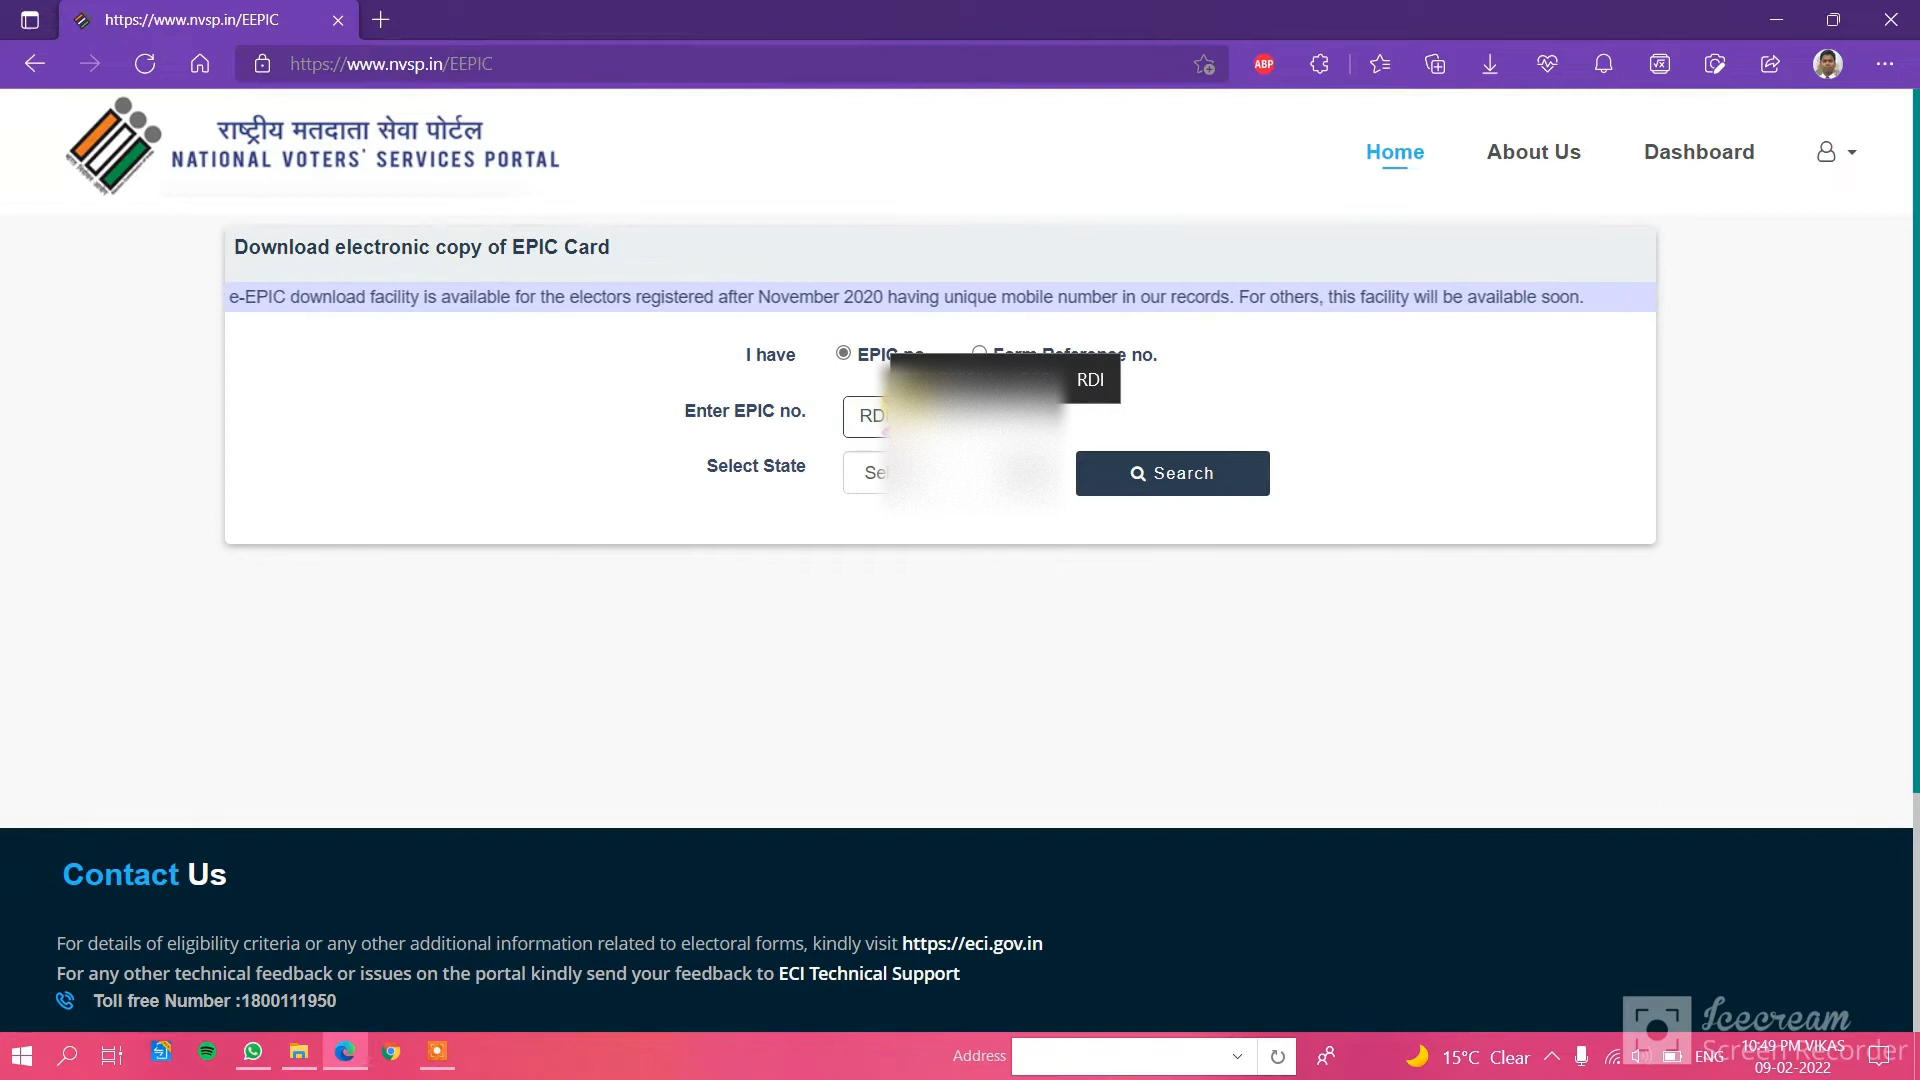 https://www.nvsp.in/EEPIC
https://www.nvsp.in/EEPIC
ABP
राष्ट्रीय मतदाता सेवा पोर्टल
NATIONAL VOTERS' SERVICES PORTAL
Home
About Us
Dashboard
Download electronic copy of EPIC Card
e-EPIC download facility is available for the electors registered after November 2020 having unique mobile number in our records. For others, this facility will be available soon.
I have
EPIC no.
Form Reference no.
RDI
Enter EPIC no.
Select State
Search
Contact Us
For details of eligibility criteria or any other additional information related to electoral forms, kindly visit https://eci.gov.in
For any other technical feedback or issues on the portal kindly send your feedback to ECI Technical Support
Toll free Number :1800111950
Icecream
Screen Recorder
Address
15°C Clear
ENG
10:49 PM VIKAS
09-02-2022